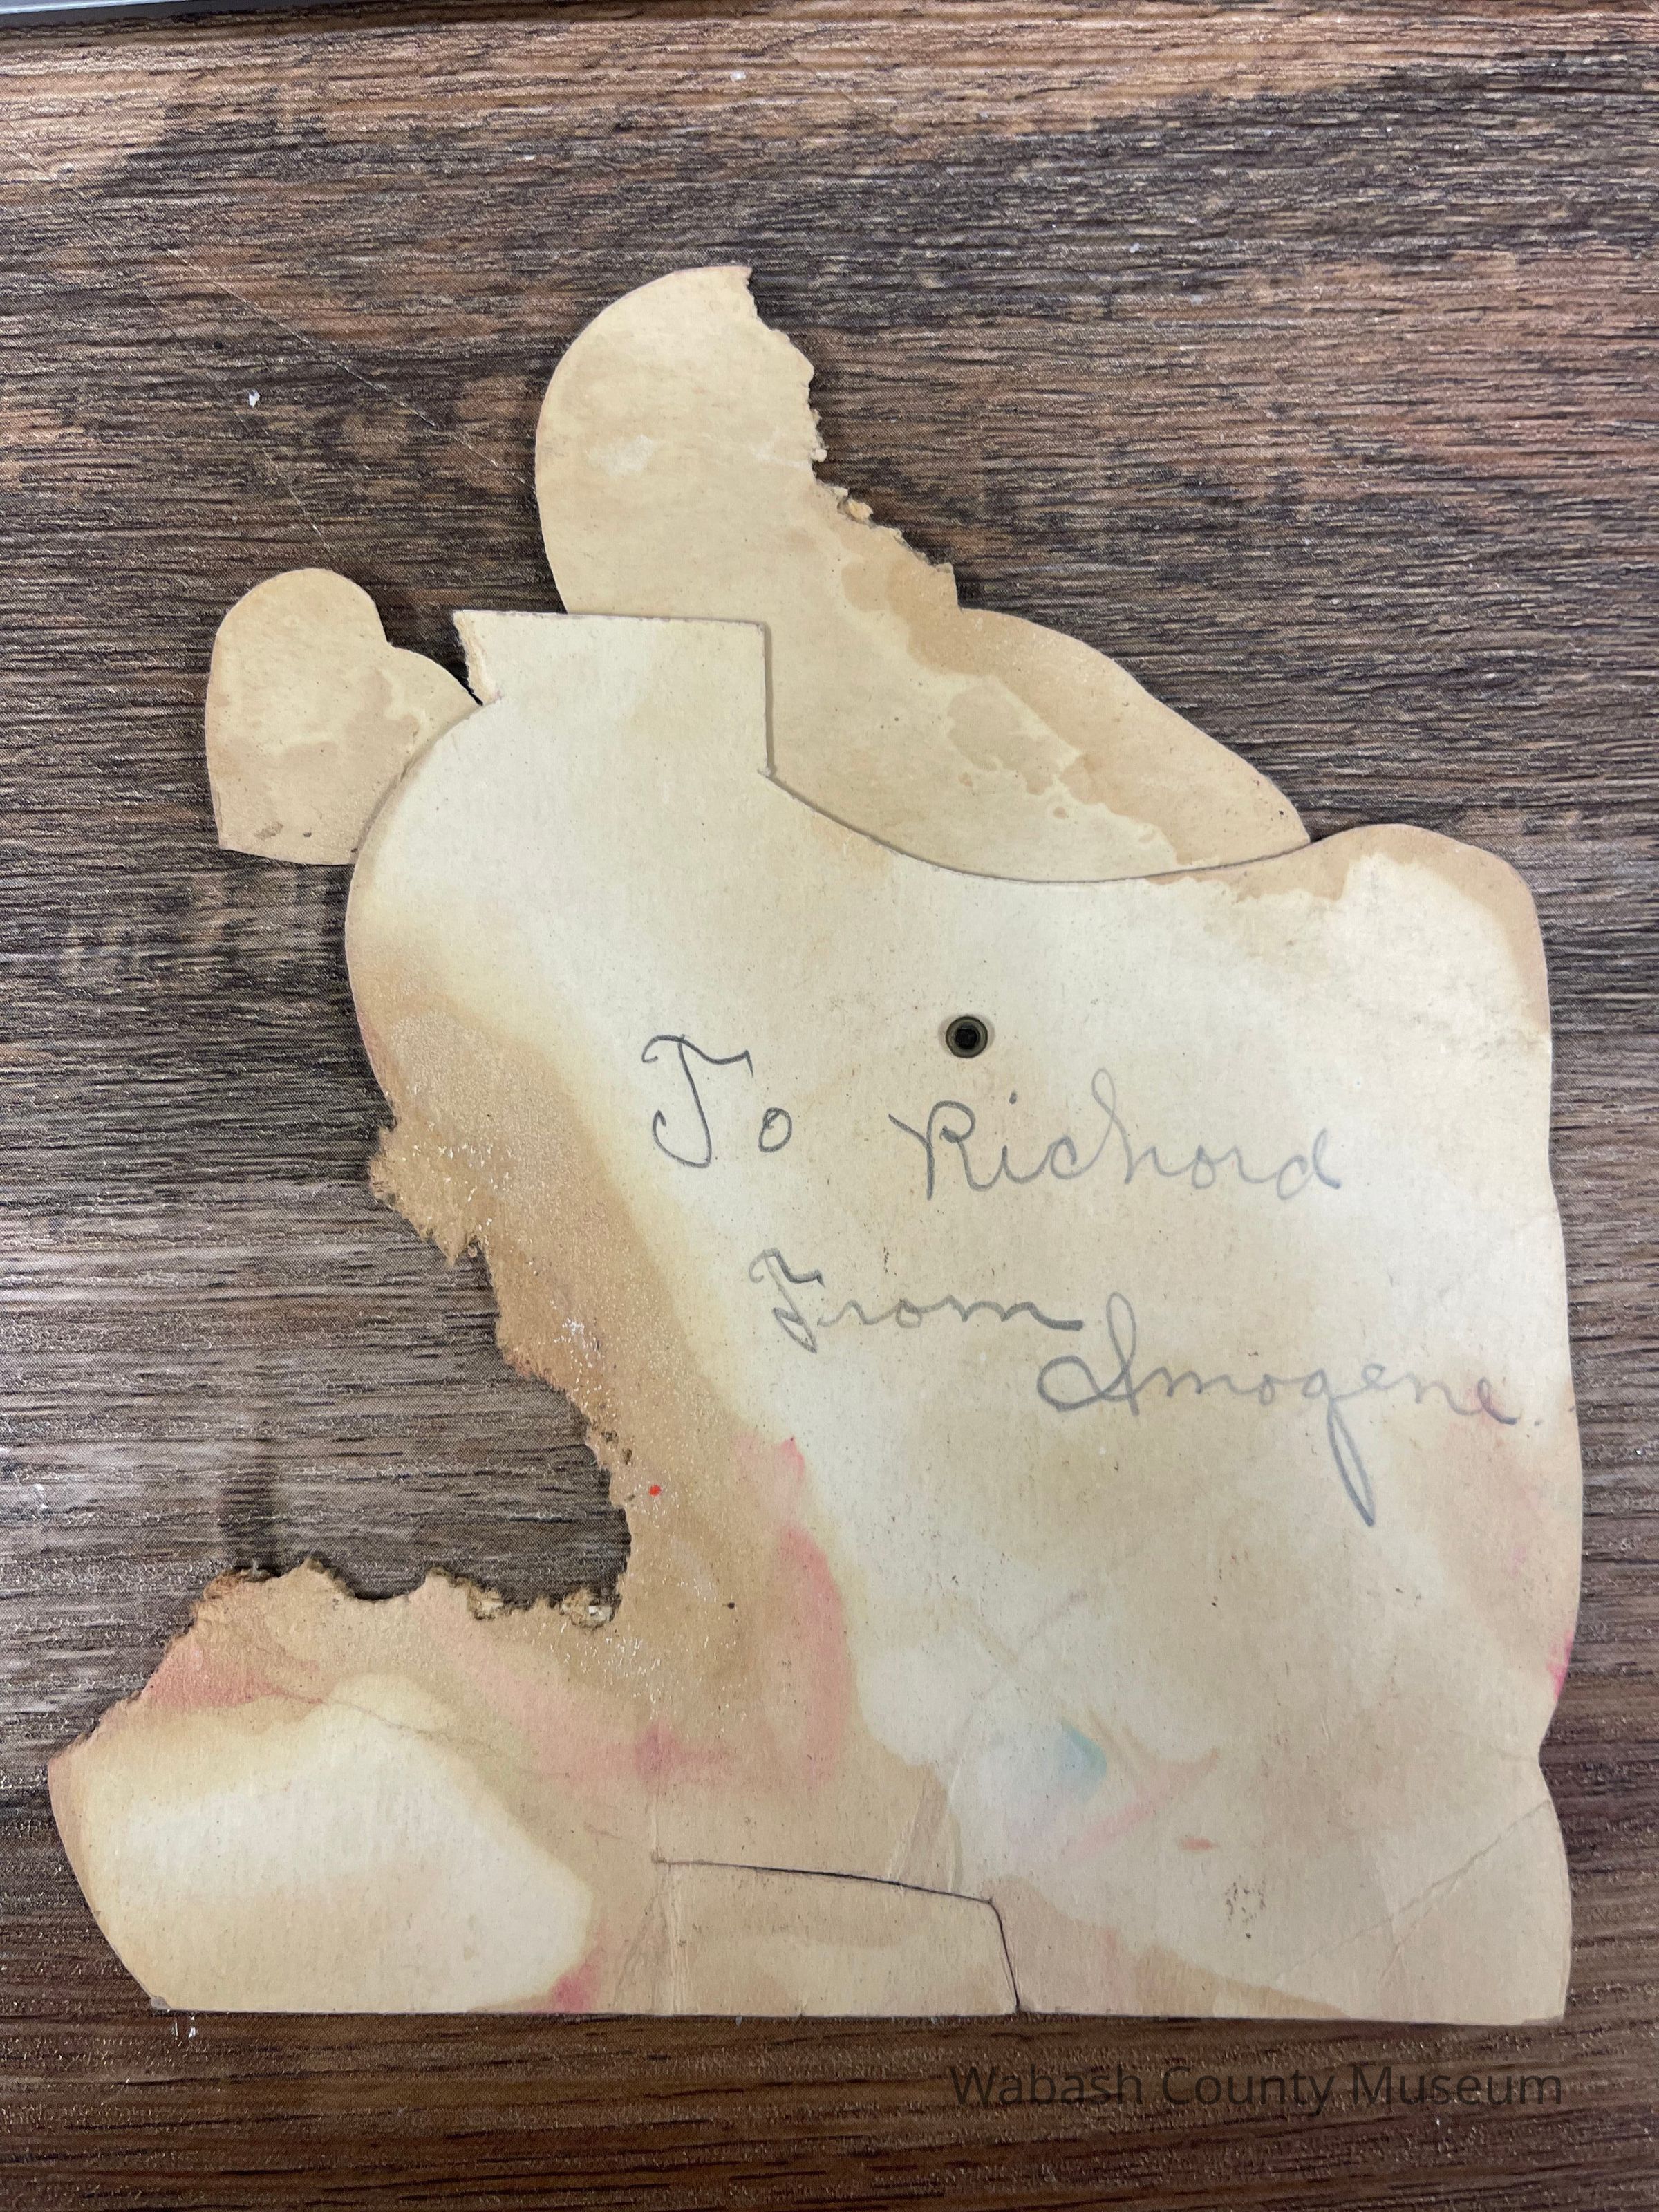 To Richard
From
Imogene.
Wabash County Museum